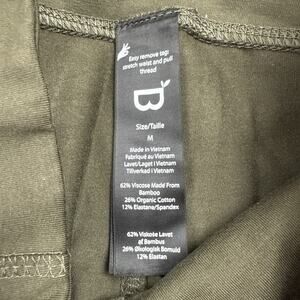 Easy remove tag:
stretch waist and pull
thread!
B
Size/Taille
M
Made in Vietnam
Fabriqué au Vietnam
Lavet/Laget i Vietnam
Tillverkad i Vietnam
62% Viscose Made From
Bamboo
26% Organic Cotton
12% Elastane/Spandex
62% Viskote Lavet
af Bambus
26% Økologisk Bomuld
12% Elastan